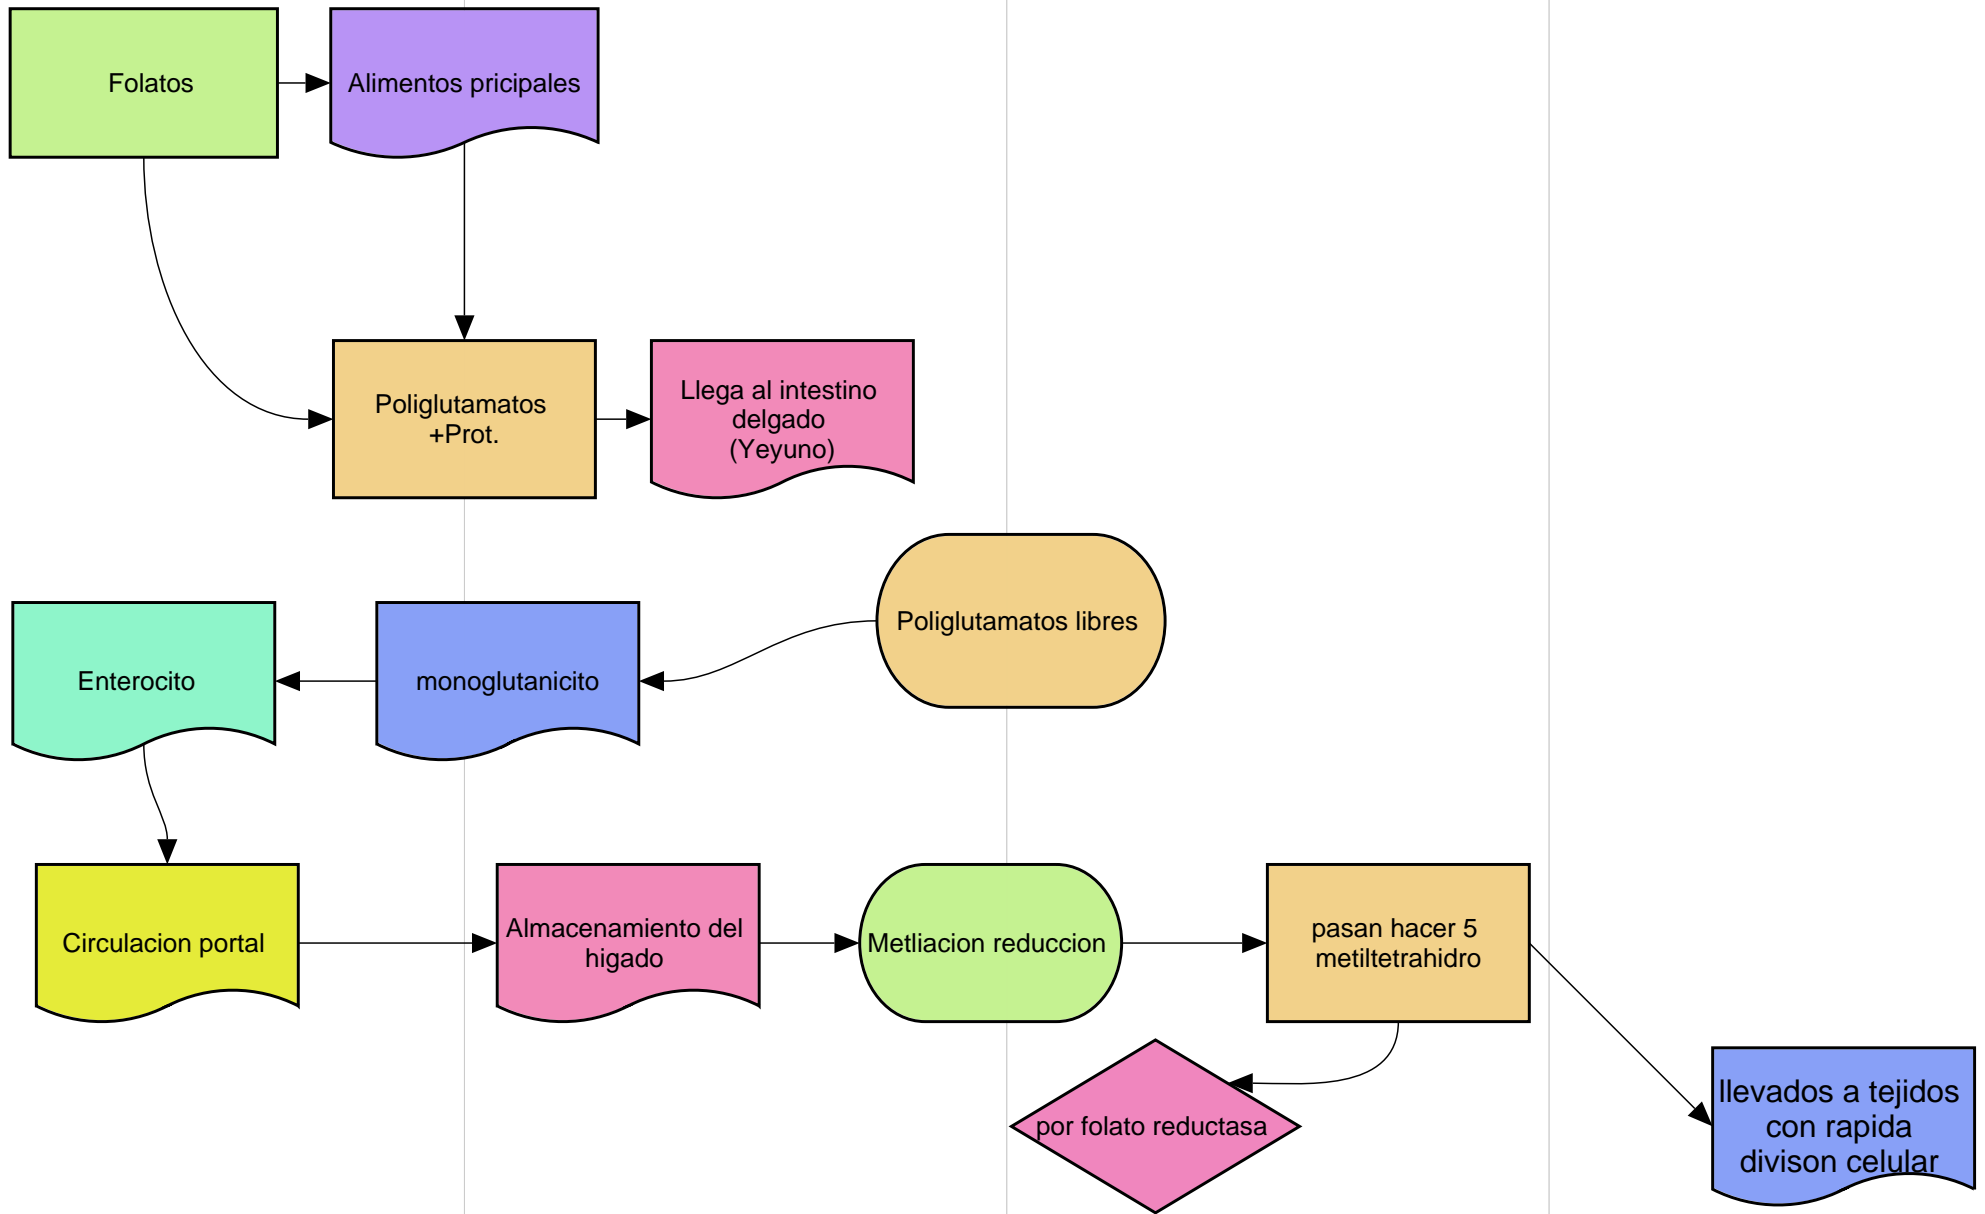 Folatos
Alimentos pricipales
Poliglutamatos
+Prot.
Llega al intestino
delgado
(Yeyuno)
Poliglutamatos libres
monoglutanicito
Enterocito
Circulacion portal
Almacenamiento del
higado
Metliacion reduccion
pasan hacer 5
metiltetrahidro
por folato reductasa
llevados a tejidos
con rapida
divison celular